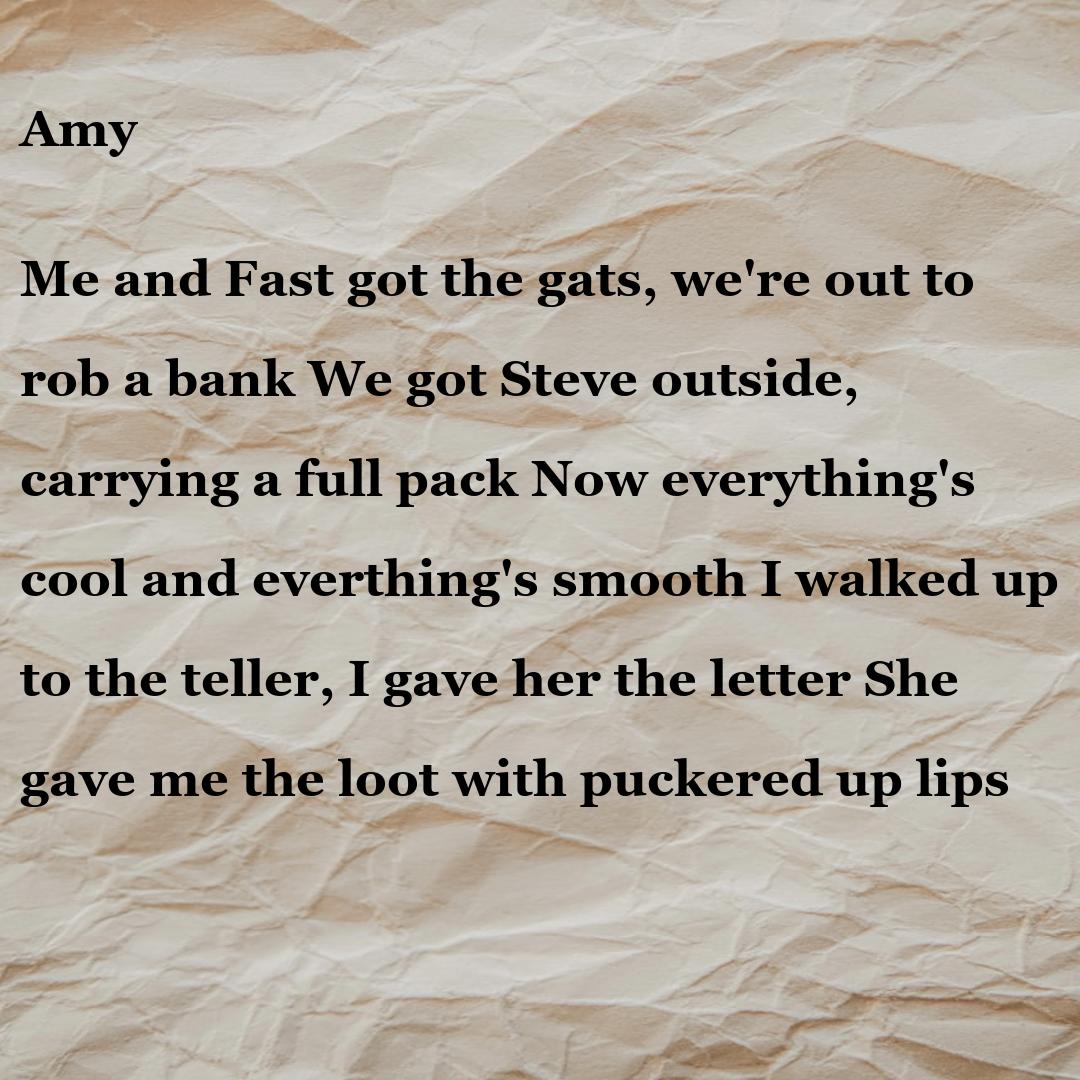 Amy
Me and Fast got the gats, we're out to
rob a bank We got Steve outside,
carrying a full pack Now everything's
cool and everthing's smooth I walked up
to the teller, I gave her the letter She
gave me the loot with puckered up lips